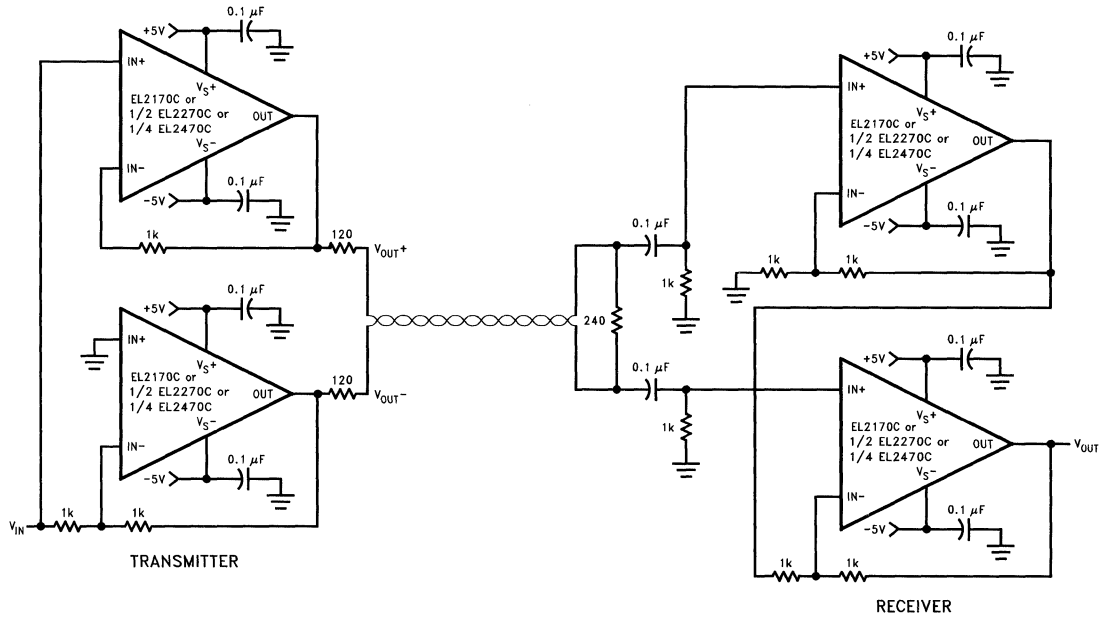 +5V
0.1 μF
IN+
VS+
EL2170C or
1/2 EL2270C or
1/4 EL2470C
OUT
VS-
IN-
-5V
0.1 μF
1k
120
VOUT+
+5V
0.1 μF
IN+
VS+
EL2170C or
1/2 EL2270C or
1/4 EL2470C
OUT
VS-
IN-
-5V
0.1 μF
120
VOUT-
VIN
1k
1k
TRANSMITTER
0.1 μF
1k
240
0.1 μF
1k
+5V
0.1 μF
IN+
VS+
EL2170C or
1/2 EL2270C or
1/4 EL2470C
OUT
VS-
IN-
-5V
0.1 μF
1k
1k
+5V
0.1 μF
IN+
VS+
EL2170C or
1/2 EL2270C or
1/4 EL2470C
OUT
VOUT
VS-
IN-
-5V
0.1 μF
1k
1k
RECEIVER